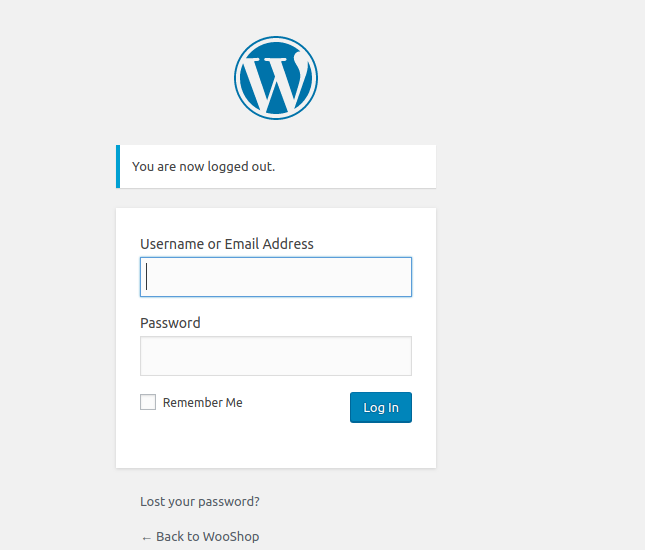 You are now logged out.
Username or Email Address
Password
Remember Me
Log In
Lost your password?
← Back to WooShop